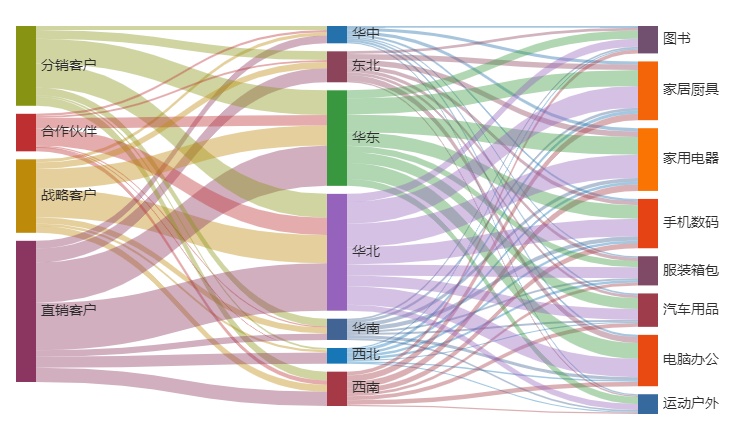 分销客户
合作伙伴
战略客户
直销客户
华中
东北
华东
华北
华南
西北
西南
图书
家居厨具
家用电器
手机数码
服装箱包
汽车用品
电脑办公
运动户外